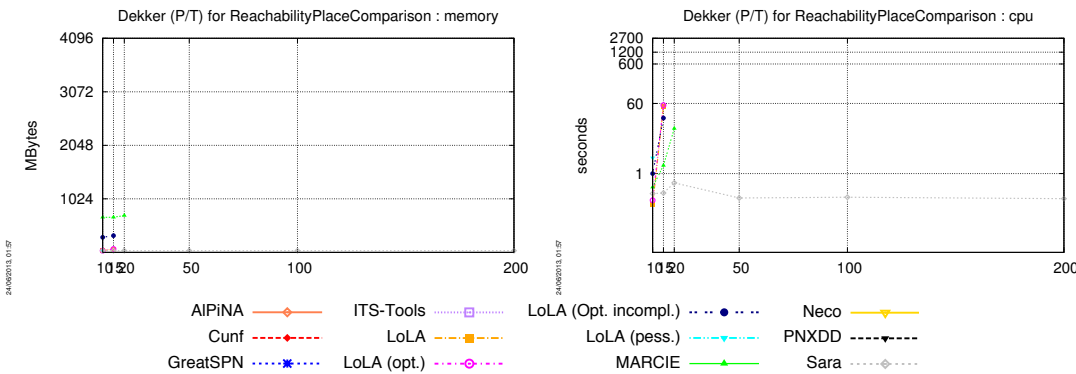 Dekker (P/T) for ReachabilityPlaceComparison : memory
4096
3072
2048
1024
MBytes
10 15 20 50 100 200
24/06/2013, 01:57
Dekker (P/T) for ReachabilityPlaceComparison : cpu
2700
1200
600
60
1
seconds
10 15 20 50 100 200
24/06/2013, 01:57
AlPiNA ITS-Tools LoLA (Opt. incompl.) Neco
Cunf LoLA LoLA (pess.) PNXDD
GreatSPN LoLA (opt.) MARCIE Sara